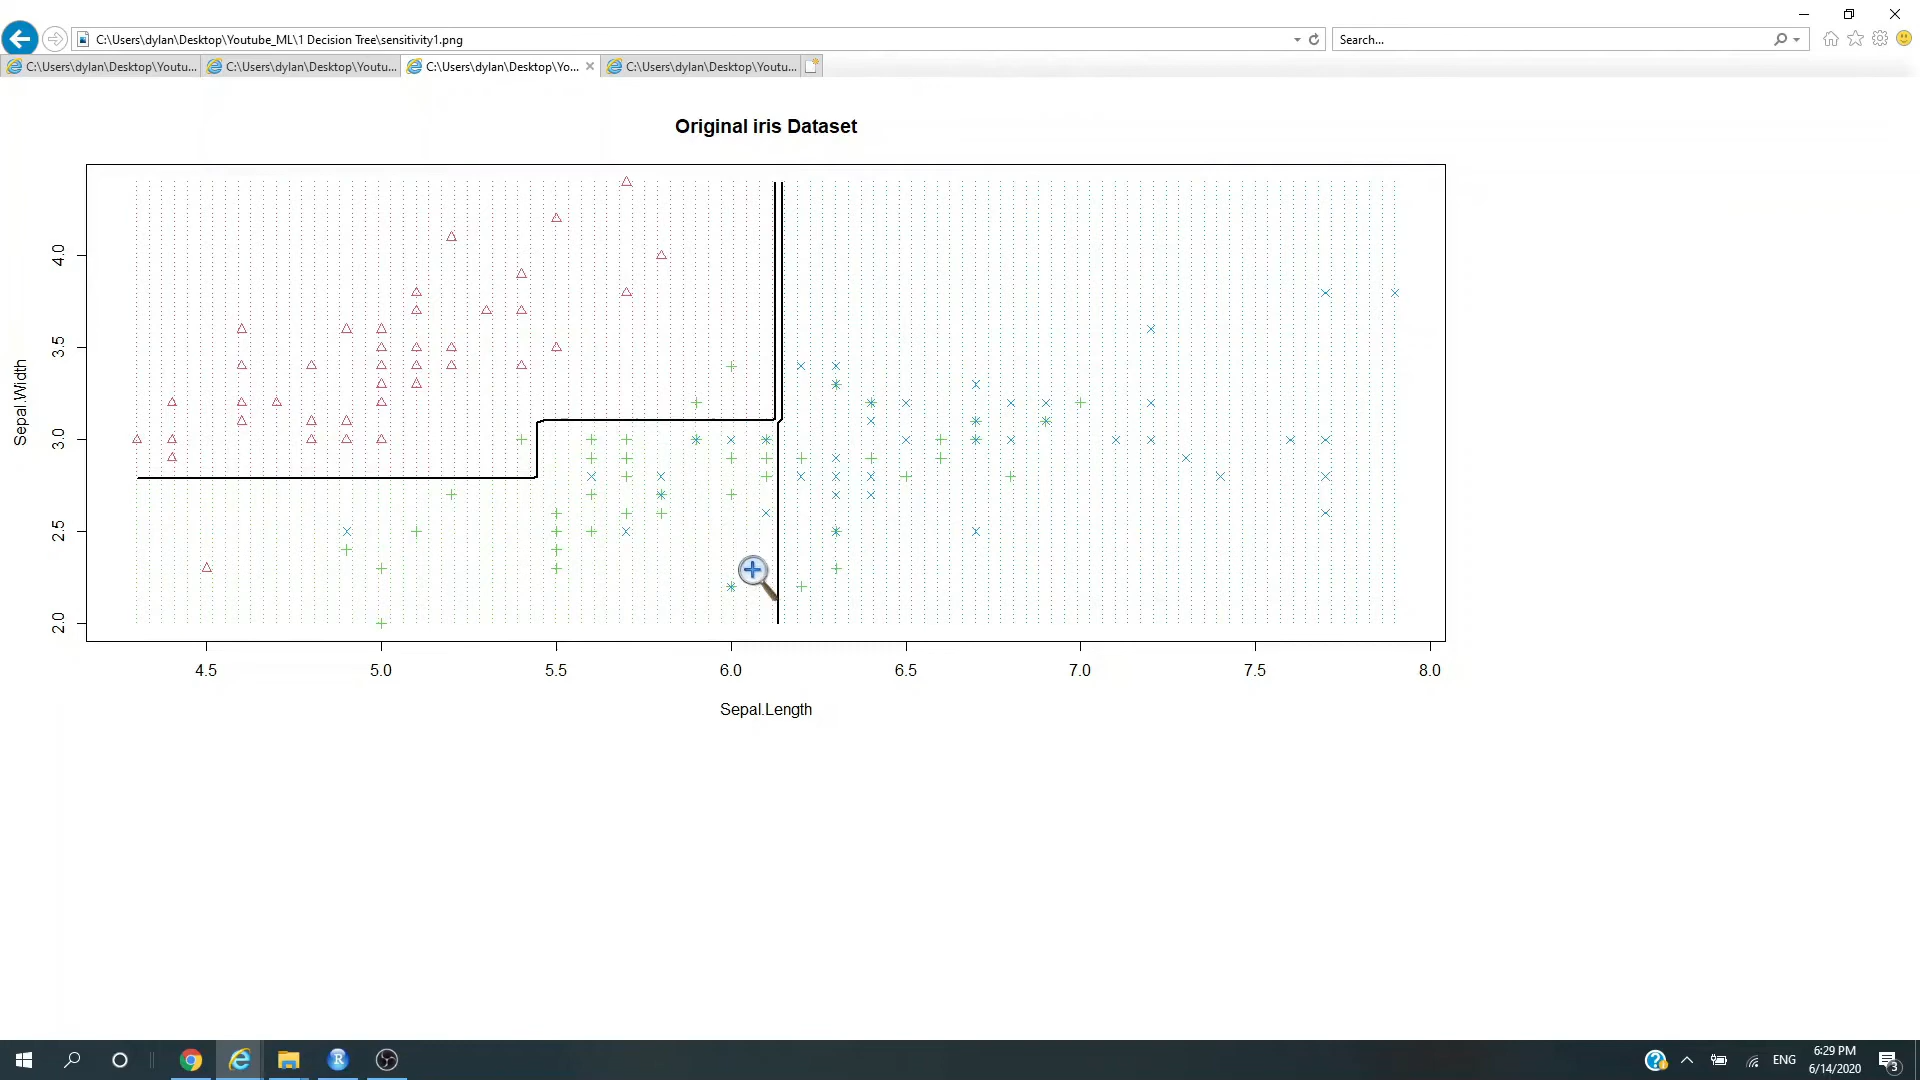 C:\Users\dylan\Desktop\Youtube_ML\1 Decision Tree\sensitivity1.png
Search...
C:\Users\dylan\Desktop\Youtu...
C:\Users\dylan\Desktop\Youtu...
C:\Users\dylan\Desktop\Yo...
C:\Users\dylan\Desktop\Youtu...
Original iris Dataset
Sepal.Width
4.0
3.5
3.0
2.5
2.0
4.5 5.0 5.5 6.0 6.5 7.0 7.5 8.0
Sepal.Length
ENG
6:29 PM
6/14/2020
3